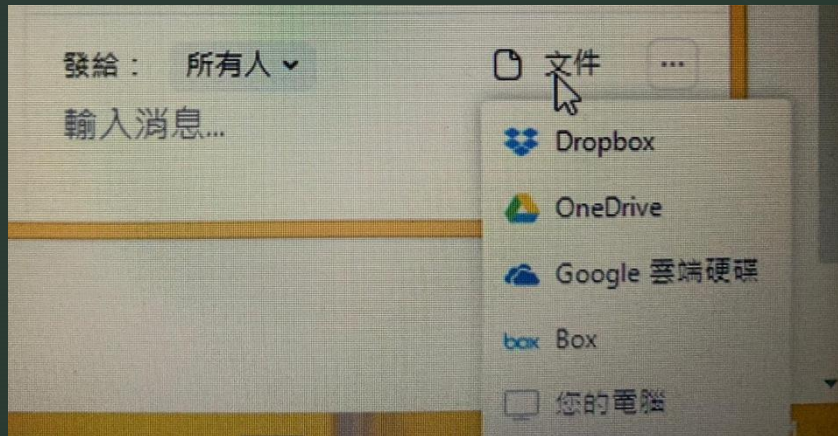 發給： 所有人 文件 ...
輸入消息...
Dropbox
OneDrive
Google 雲端硬碟
box Box
您的電腦